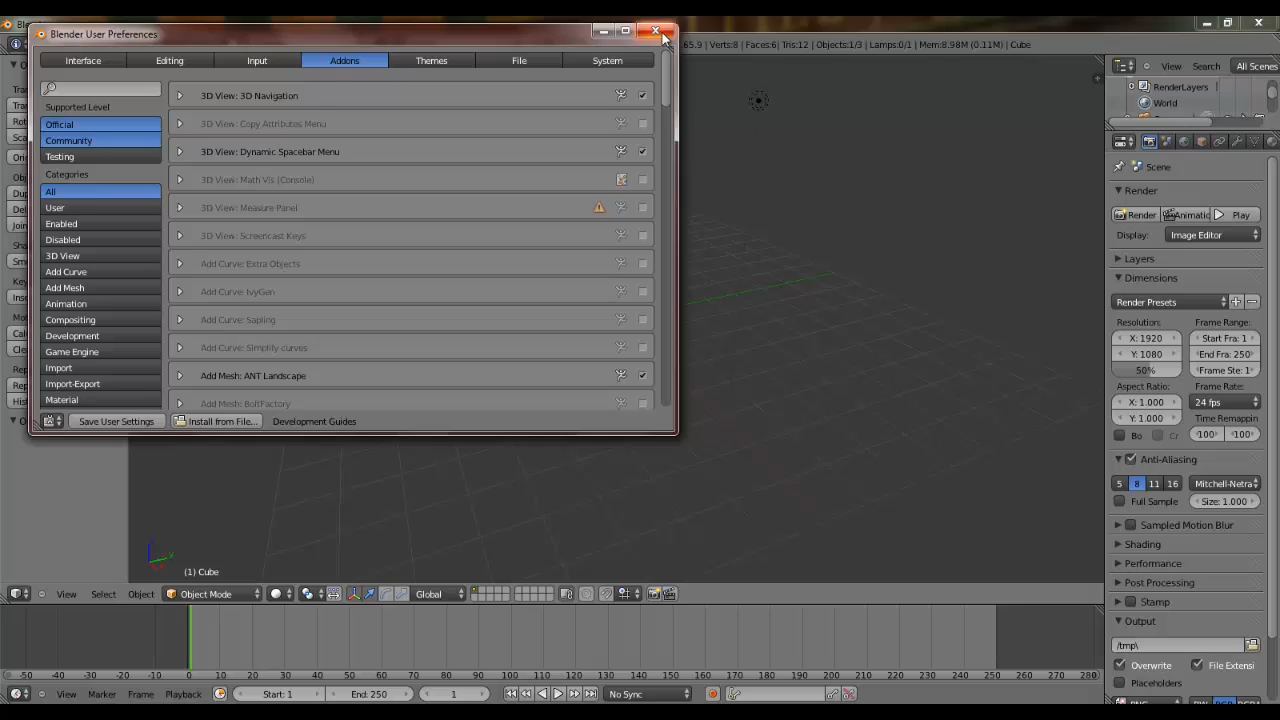 Blender User Preferences
65.9 | Verts:8 | Faces:6 | Tris:12 | Objects:1/3 | Lamps:0/1 | Mem:8.98M (0.11M) | Cube
Interface Editing Input Addons Themes File System
View Search All Scenes
RenderLayers
World
Supported Level
Official
Community
Testing
Categories
All
User
Enabled
Disabled
3D View
Add Curve
Add Mesh
Animation
Compositing
Development
Game Engine
Import
Import-Export
Material
3D View: 3D Navigation
3D View: Copy Attributes Menu
3D View: Dynamic Spacebar Menu
3D View: Math Vis (Console)
3D View: Measure Panel
3D View: Screencast Keys
Add Curve: Extra Objects
Add Curve: IvyGen
Add Curve: Sapling
Add Curve: Simplify curves
Add Mesh: ANT Landscape
Add Mesh: BoltFactory
Save User Settings Install from File... Development Guides
Scene
Render
Render Animatic Play
Display: Image Editor
Layers
Dimensions
Render Presets
Resolution: Frame Range:
X: 1920 Start Fra: 1
Y: 1080 End Fra: 250
50% Frame Ste: 1
Aspect Ratio: Frame Rate:
X: 1.000 24 fps
Y: 1.000 Time Remappin
Bo Cr 100 100
Anti-Aliasing
5 8 11 16 Mitchell-Netra
Full Sample Size: 1.000
Sampled Motion Blur
Shading
Performance
Post Processing
Stamp
Output
/tmp\
Overwrite File Extensi
Placeholders
x y
(1) Cube
View Select Object Object Mode Global
-50 -40 -30 -20 -10 0 10 20 30 40 50 60 70 80 90 100 110 120 130 140 150 160 170 180 190 200 210 220 230 240 250 260 270 280
View Marker Frame Playback Start: 1 End: 250 1 No Sync